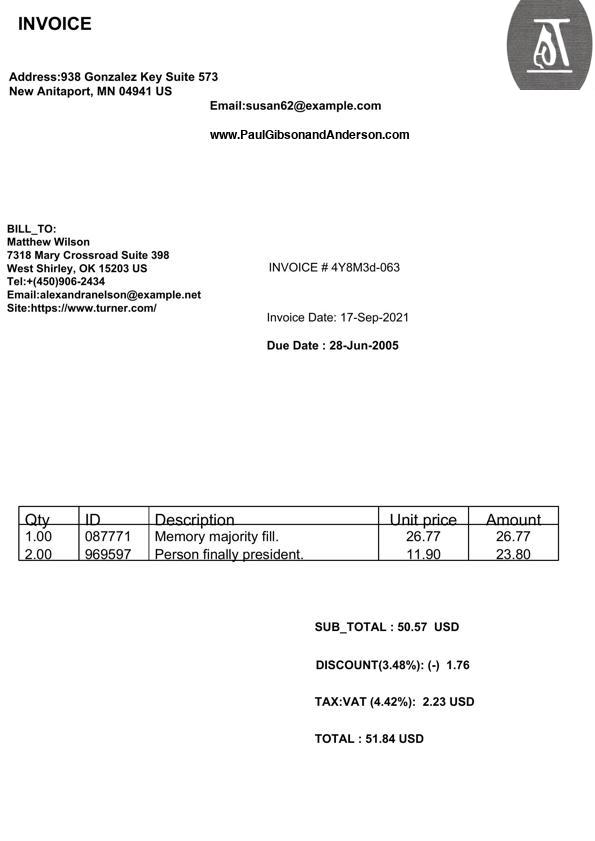 INVOICE
Address:938 Gonzalez Key Suite 573
New Anitaport, MN 04941 US
Email:susan62@example.com
www.PaulGibsonandAnderson.com
BILL_TO:
Matthew Wilson
7318 Mary Crossroad Suite 398
West Shirley, OK 15203 US
Tel:+(450)906-2434
Email:alexandranelson@example.net
Site:https://www.turner.com/
INVOICE # 4Y8M3d-063
Invoice Date: 17-Sep-2021
Due Date : 28-Jun-2005
Qty ID Description Unit price Amount
1.00 087771 Memory majority fill. 26.77 26.77
2.00 969597 Person finally president. 11.90 23.80
SUB_TOTAL : 50.57 USD
DISCOUNT(3.48%): (-) 1.76
TAX:VAT (4.42%): 2.23 USD
TOTAL : 51.84 USD